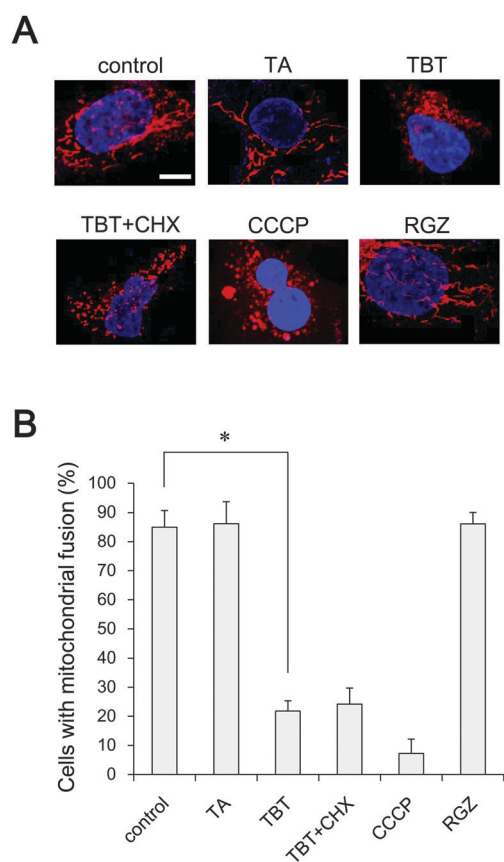 A
control
TA
TBT
TBT+CHX
CCCP
RGZ
B
*
Cells with mitochondrial fusion (%)
100
90
80
70
60
50
40
30
20
10
0
control
TA
TBT
TBT+CHX
CCCP
RGZ